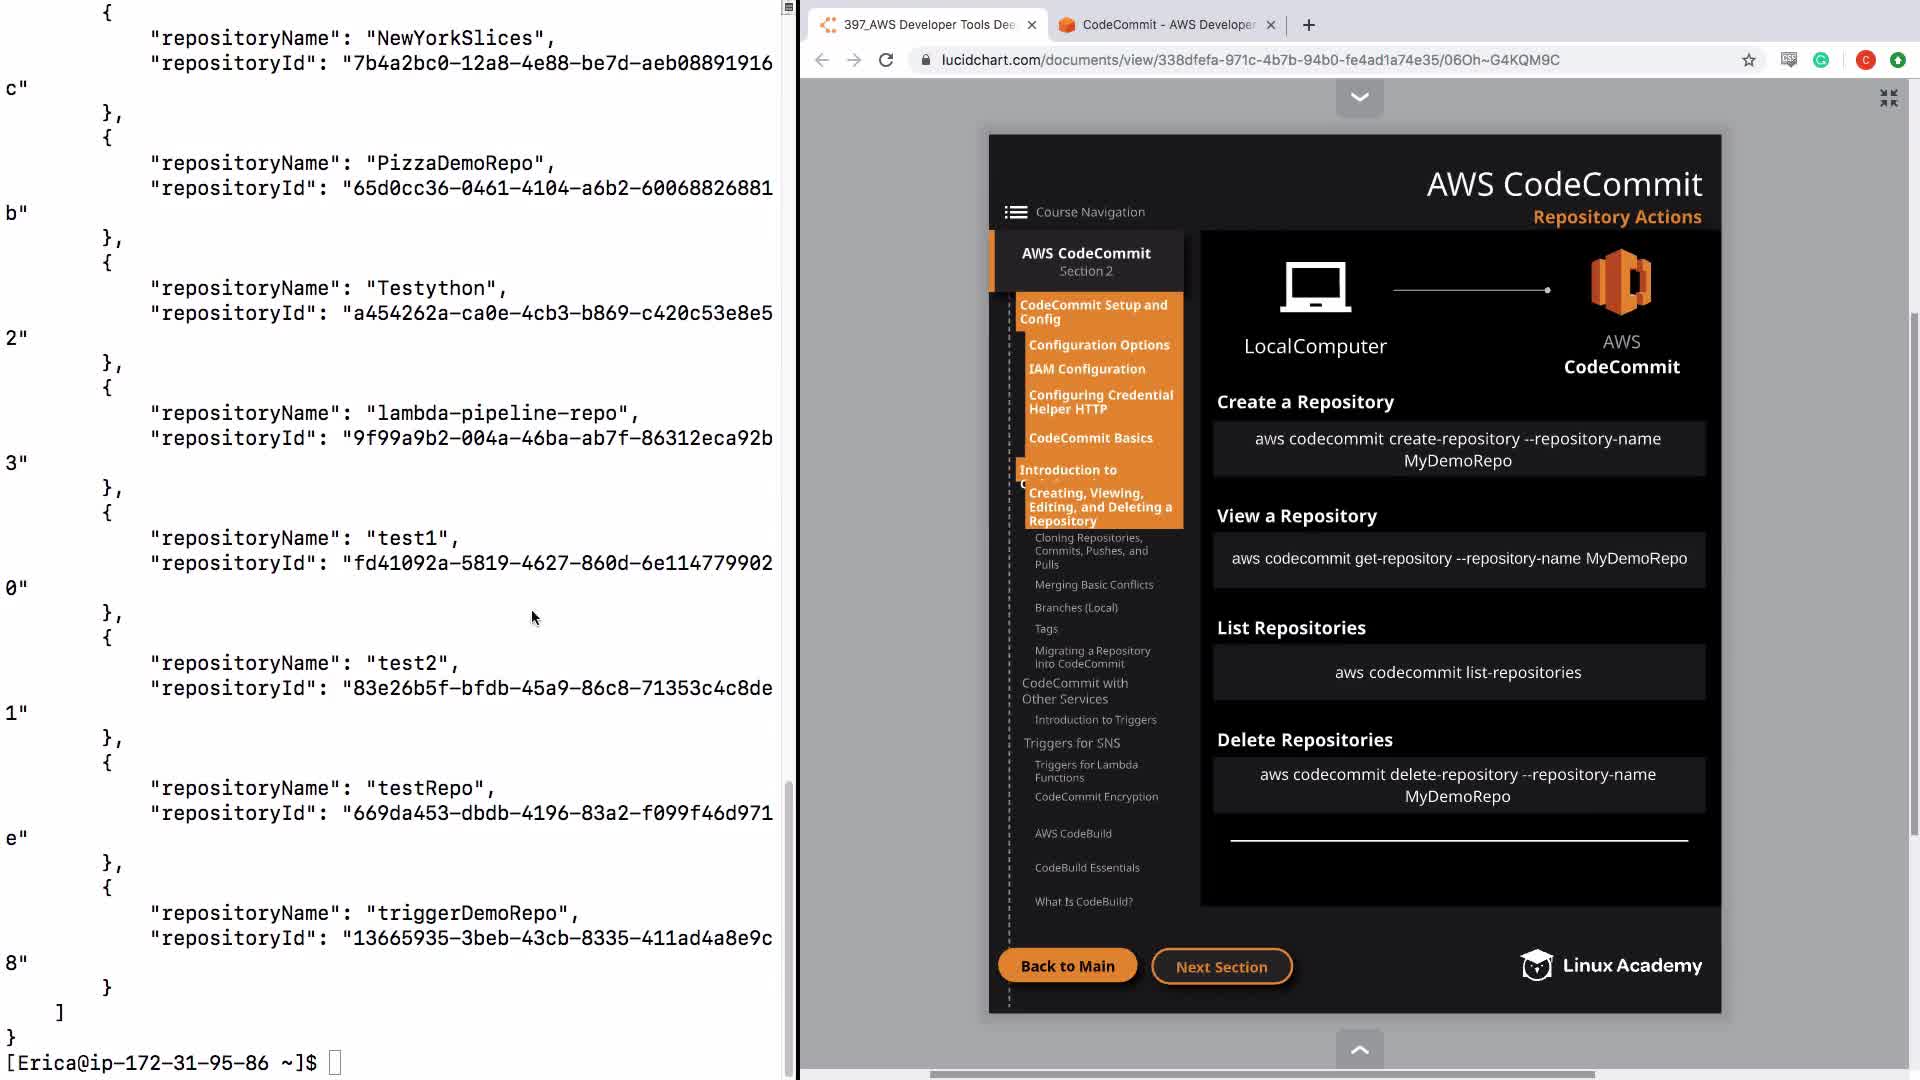 {
"repositoryName": "NewYorkSlices",
"repositoryId": "7b4a2bc0-12a8-4e88-be7d-aeb08891916
c"
},
{
"repositoryName": "PizzaDemoRepo",
"repositoryId": "65d0cc36-0461-4104-a6b2-60068826881
b"
},
{
"repositoryName": "Testython",
"repositoryId": "a454262a-ca0e-4cb3-b869-c420c53e8e5
2"
},
{
"repositoryName": "lambda-pipeline-repo",
"repositoryId": "9f99a9b2-004a-46ba-ab7f-86312eca92b
3"
},
{
"repositoryName": "test1",
"repositoryId": "fd41092a-5819-4627-860d-6e114779902
0"
},
{
"repositoryName": "test2",
"repositoryId": "83e26b5f-bfdb-45a9-86c8-71353c4c8de
1"
},
{
"repositoryName": "testRepo",
"repositoryId": "669da453-dbdb-4196-83a2-f099f46d971
e"
},
{
"repositoryName": "triggerDemoRepo",
"repositoryId": "13665935-3beb-43cb-8335-411ad4a8e9c
8"
}
]
}
[Erica@ip-172-31-95-86 ~]$
397_AWS Developer Tools Dee
CodeCommit - AWS Developer
lucidchart.com/documents/view/338dfefa-971c-4b7b-94b0-fe4ad1a74e35/06Oh~G4KQM9C
C
AWS CodeCommit
Repository Actions
Course Navigation
AWS CodeCommit
Section 2
CodeCommit Setup and
Config
Configuration Options
IAM Configuration
Configuring Credential
Helper HTTP
CodeCommit Basics
Introduction to
Creating, Viewing,
Editing, and Deleting a
Repository
Cloning Repositories,
Commits, Pushes, and
Pulls
Merging Basic Conflicts
Branches (Local)
Tags
Migrating a Repository
Into CodeCommit
CodeCommit with
Other Services
Introduction to Triggers
Triggers for SNS
Triggers for Lambda
Functions
CodeCommit Encryption
AWS CodeBuild
CodeBuild Essentials
What Is CodeBuild?
Back to Main
Next Section
LocalComputer
AWS
CodeCommit
Create a Repository
aws codecommit create-repository --repository-name
MyDemoRepo
View a Repository
aws codecommit get-repository --repository-name MyDemoRepo
List Repositories
aws codecommit list-repositories
Delete Repositories
aws codecommit delete-repository --repository-name
MyDemoRepo
Linux Academy